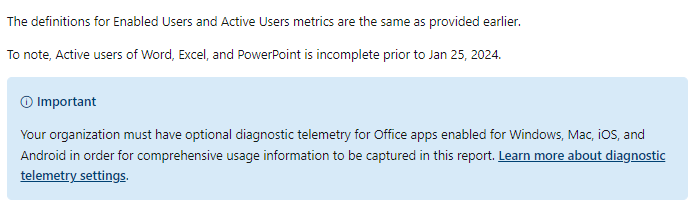 The definitions for Enabled Users and Active Users metrics are the same as provided earlier.
To note, Active users of Word, Excel, and PowerPoint is incomplete prior to Jan 25, 2024.
Important
Your organization must have optional diagnostic telemetry for Office apps enabled for Windows, Mac, iOS, and
Android in order for comprehensive usage information to be captured in this report. Learn more about diagnostic
telemetry settings.